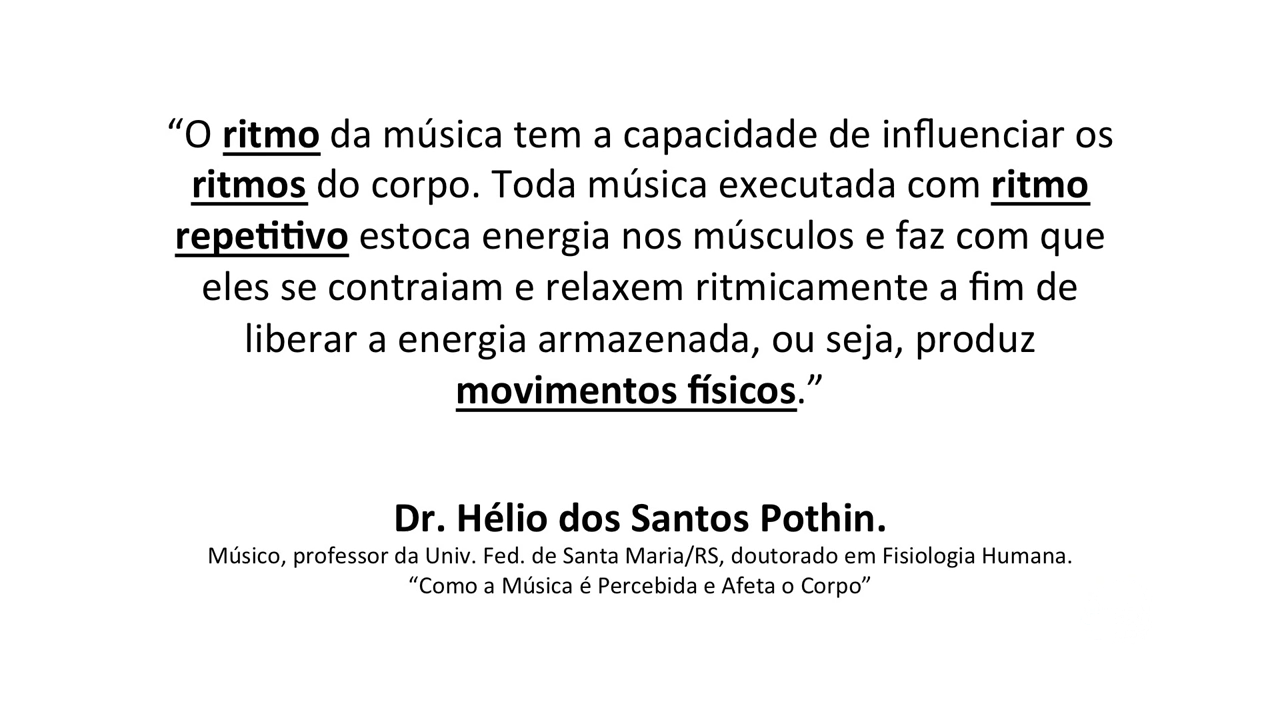 “O ritmo da música tem a capacidade de influenciar os
ritmos do corpo. Toda música executada com ritmo
repetitivo estoca energia nos músculos e faz com que
eles se contraiam e relaxem ritmicamente a fim de
liberar a energia armazenada, ou seja, produz
movimentos físicos.”
Dr. Hélio dos Santos Pothin.
Músico, professor da Univ. Fed. de Santa Maria/RS, doutorado em Fisiologia Humana.
“Como a Música é Percebida e Afeta o Corpo”